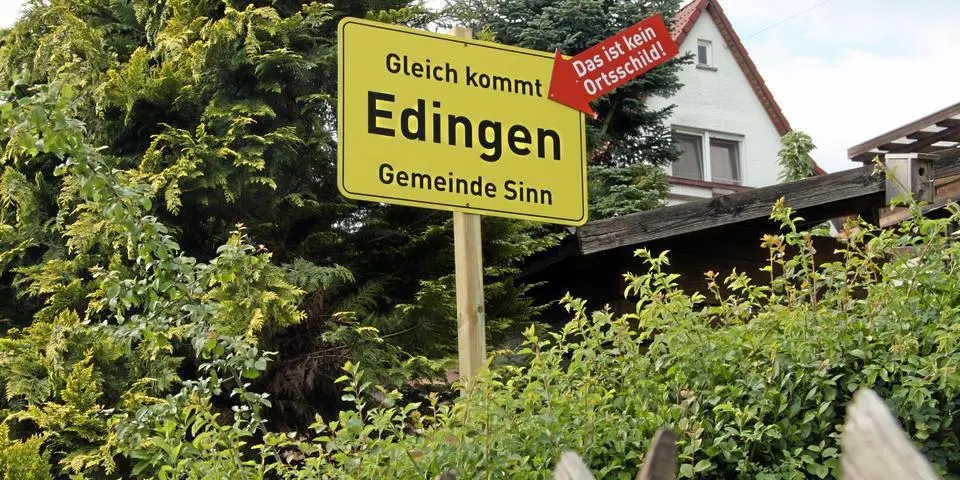 Gleich kommt
Edingen
Gemeinde Sinn
Das ist kein
Ortsschild!